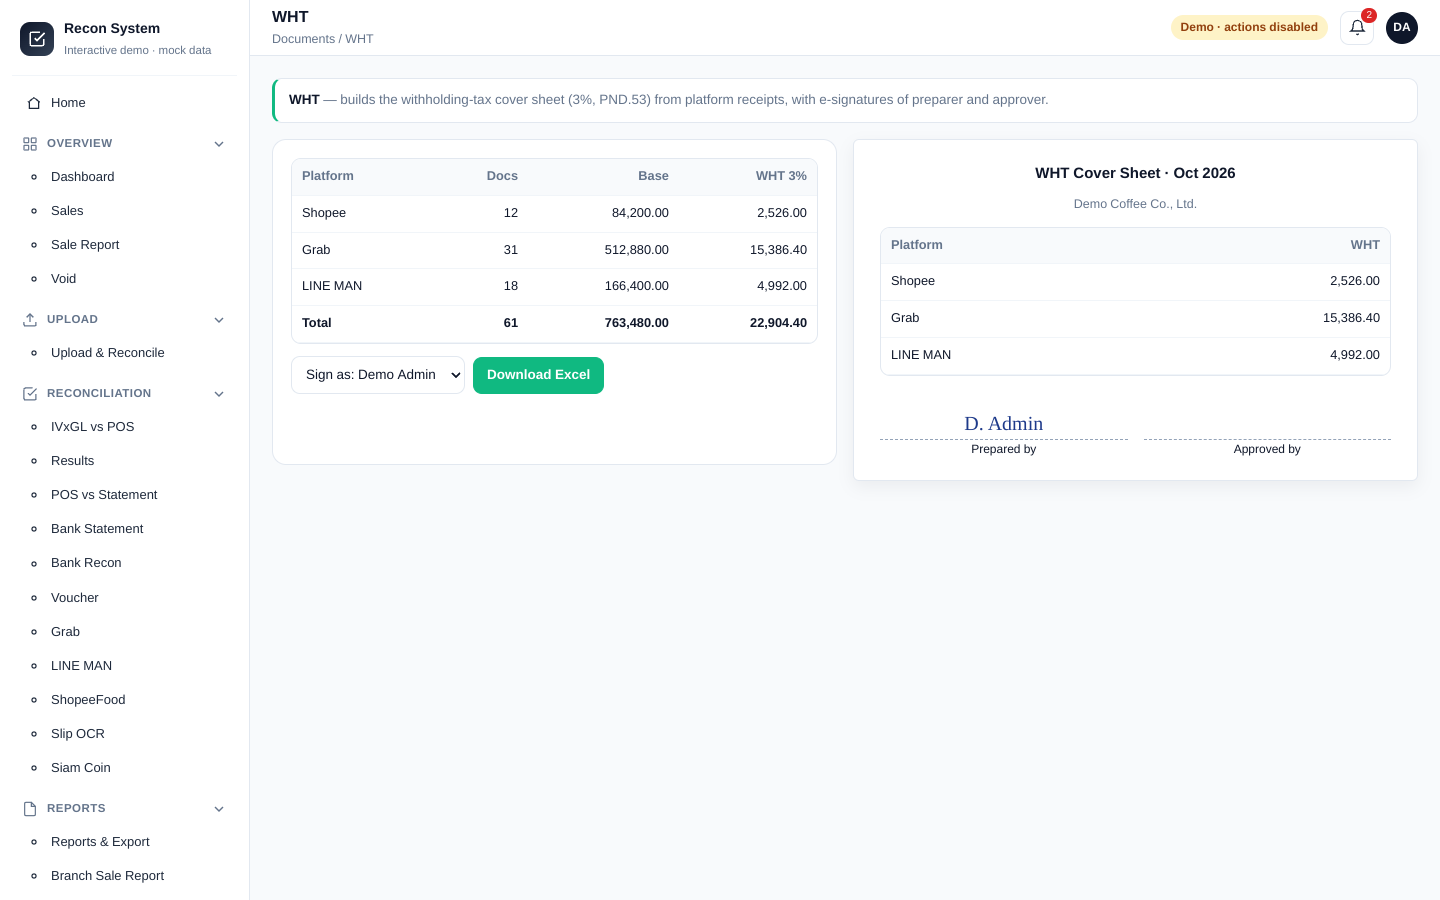 Recon System
Interactive demo · mock data
Home
OVERVIEW
Dashboard
Sales
Sale Report
Void
UPLOAD
Upload & Reconcile
RECONCILIATION
IVxGL vs POS
Results
POS vs Statement
Bank Statement
Bank Recon
Voucher
Grab
LINE MAN
ShopeeFood
Slip OCR
Siam Coin
REPORTS
Reports & Export
Branch Sale Report
WHT
Documents / WHT
Demo · actions disabled
2
DA
WHT — builds the withholding-tax cover sheet (3%, PND.53) from platform receipts, with e-signatures of preparer and approver.
Platform Docs Base WHT 3%
Shopee 12 84,200.00 2,526.00
Grab 31 512,880.00 15,386.40
LINE MAN 18 166,400.00 4,992.00
Total 61 763,480.00 22,904.40
Sign as: Demo Admin
Download Excel
WHT Cover Sheet · Oct 2026
Demo Coffee Co., Ltd.
Platform WHT
Shopee 2,526.00
Grab 15,386.40
LINE MAN 4,992.00
D. Admin
Prepared by
Approved by